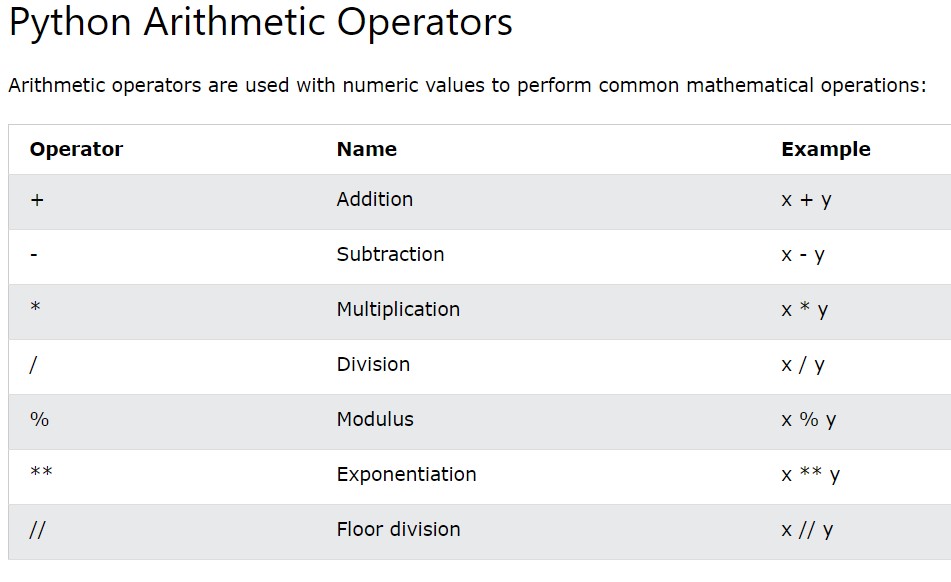 Python Arithmetic Operators
Arithmetic operators are used with numeric values to perform common mathematical operations:
Operator Name Example
+ Addition x + y
- Subtraction x - y
* Multiplication x * y
/ Division x / y
% Modulus x % y
** Exponentiation x ** y
// Floor division x // y